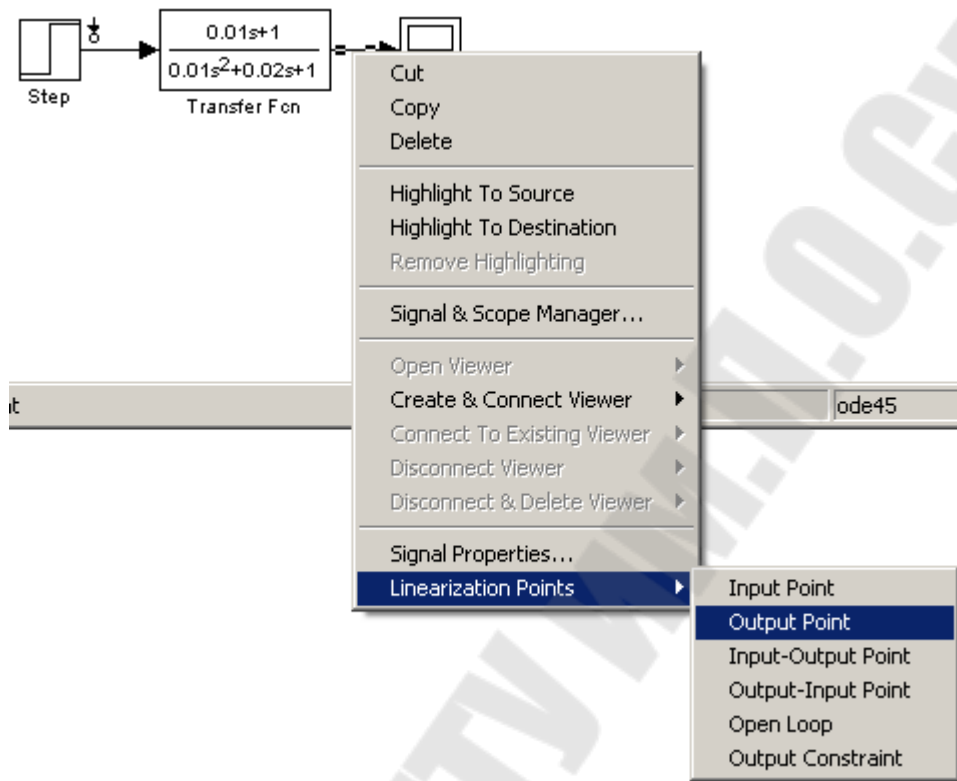 0.01s+1
0.01s²+0.02s+1
Step
Transfer Fcn
Cut
Copy
Delete
Highlight To Source
Highlight To Destination
Remove Highlighting
Signal & Scope Manager...
Open Viewer
Create & Connect Viewer
Connect To Existing Viewer
Disconnect Viewer
Disconnect & Delete Viewer
Signal Properties...
Linearization Points
ode45
Input Point
Output Point
Input-Output Point
Output-Input Point
Open Loop
Output Constraint